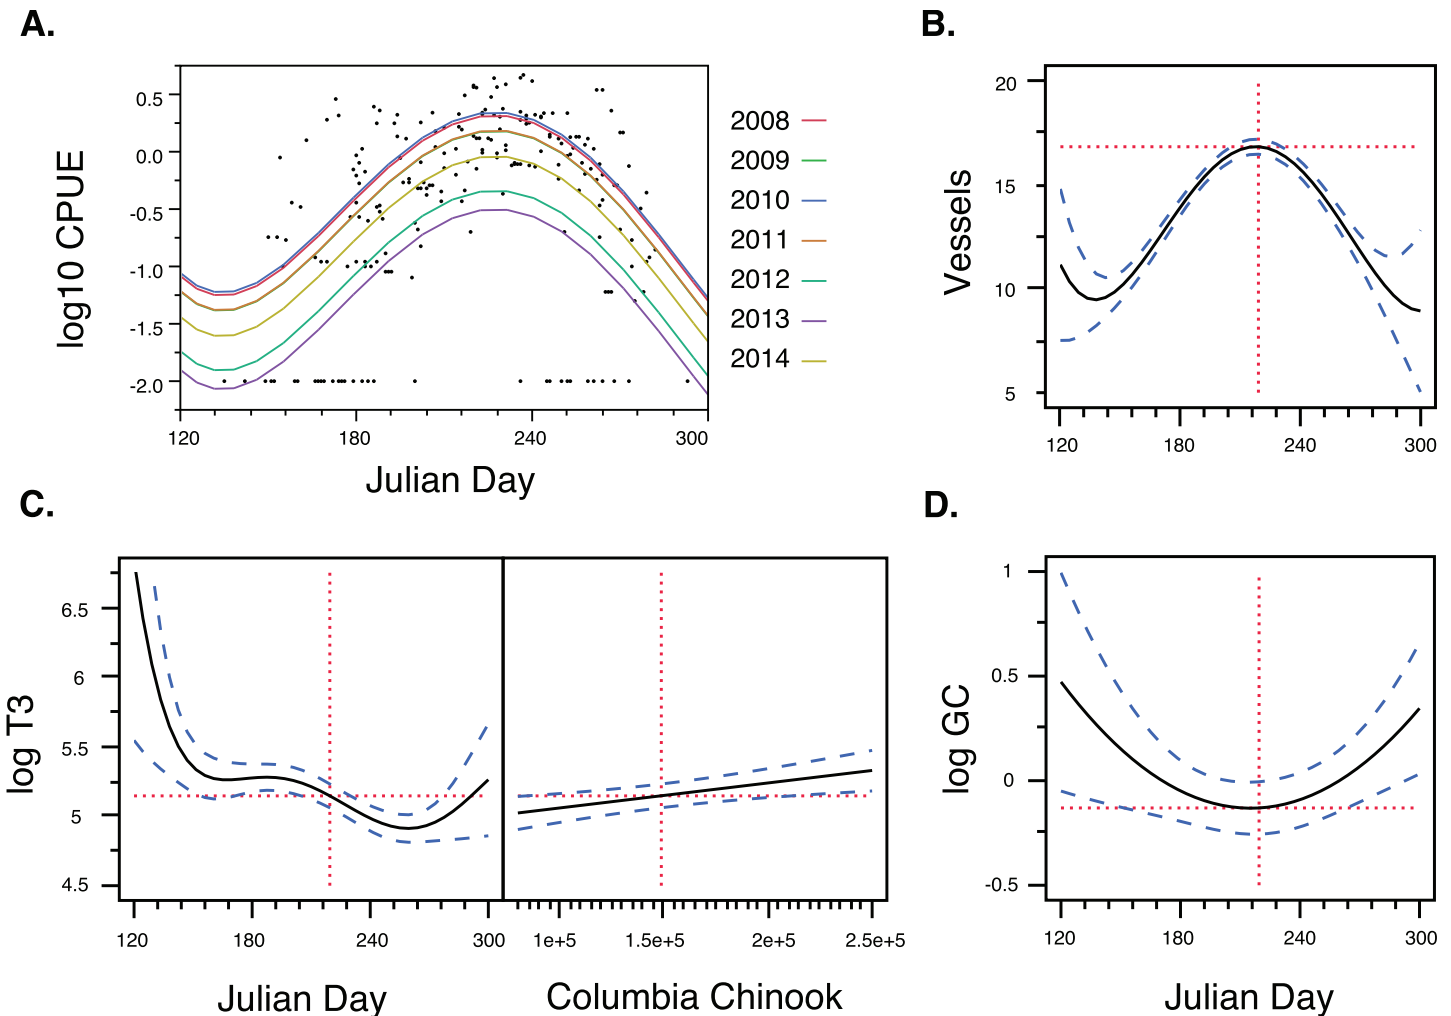 A.
log10 CPUE
0.5
0.0
-0.5
-1.0
-1.5
-2.0
120 180 240 300
Julian Day
2008
2009
2010
2011
2012
2013
2014
B.
Vessels
20
15
10
5
120 180 240 300
C.
log T3
6.5
6
5.5
5
4.5
120 180 240 300
1e+5 1.5e+5 2e+5 2.5e+5
Julian Day
Columbia Chinook
D.
log GC
1
0.5
0
-0.5
120 180 240 300
Julian Day